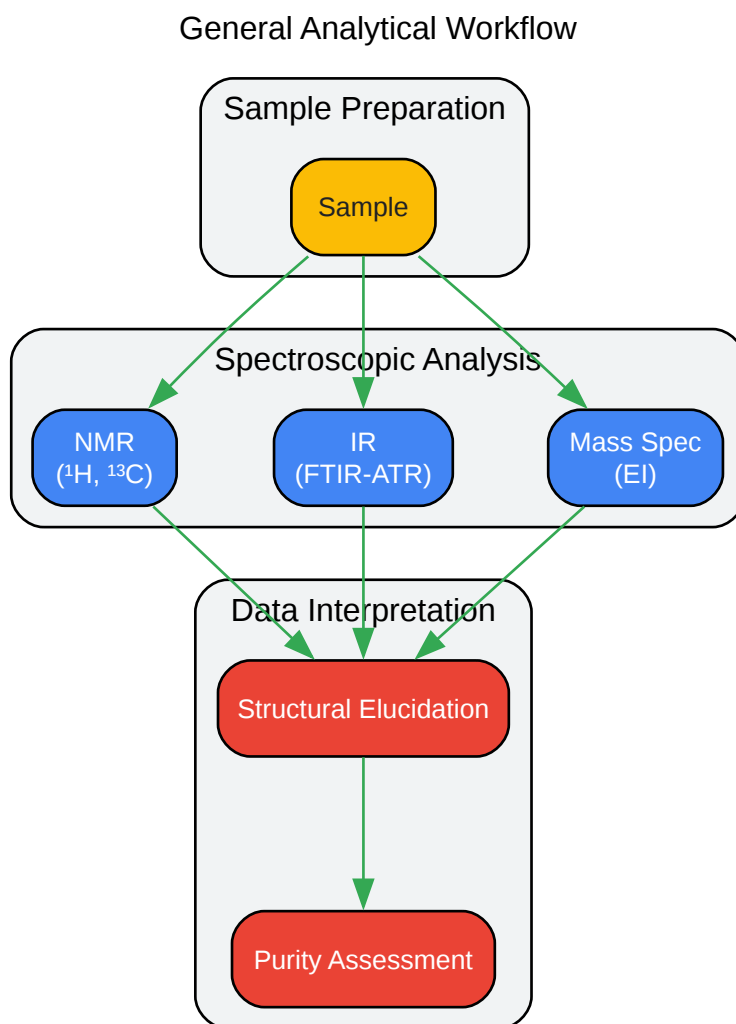 General Analytical Workflow
Sample Preparation
Sample
Spectroscopic Analysis
NMR
(¹H, ¹³C)
IR
(FTIR-ATR)
Mass Spec
(EI)
Data Interpretation
Structural Elucidation
Purity Assessment